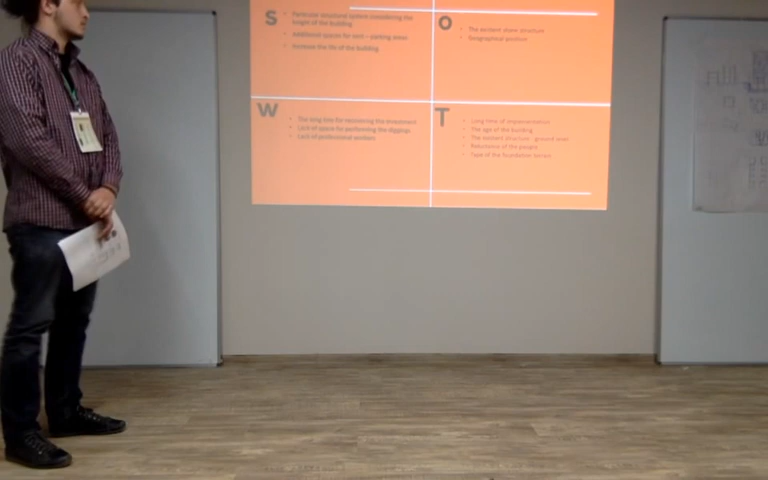 S
Particular structural system considering the
height of the building
Additional spaces for rent – parking areas
Increase the life of the building
O
The existent stone structure
Geographical position
W
The long time for recovering the investment
Lack of space for positioning the diggings
Lack of professional workers
T
Long time of implementation
The age of the building
The existent structure - ground
Reluctance of the people
Type of the foundation terrain